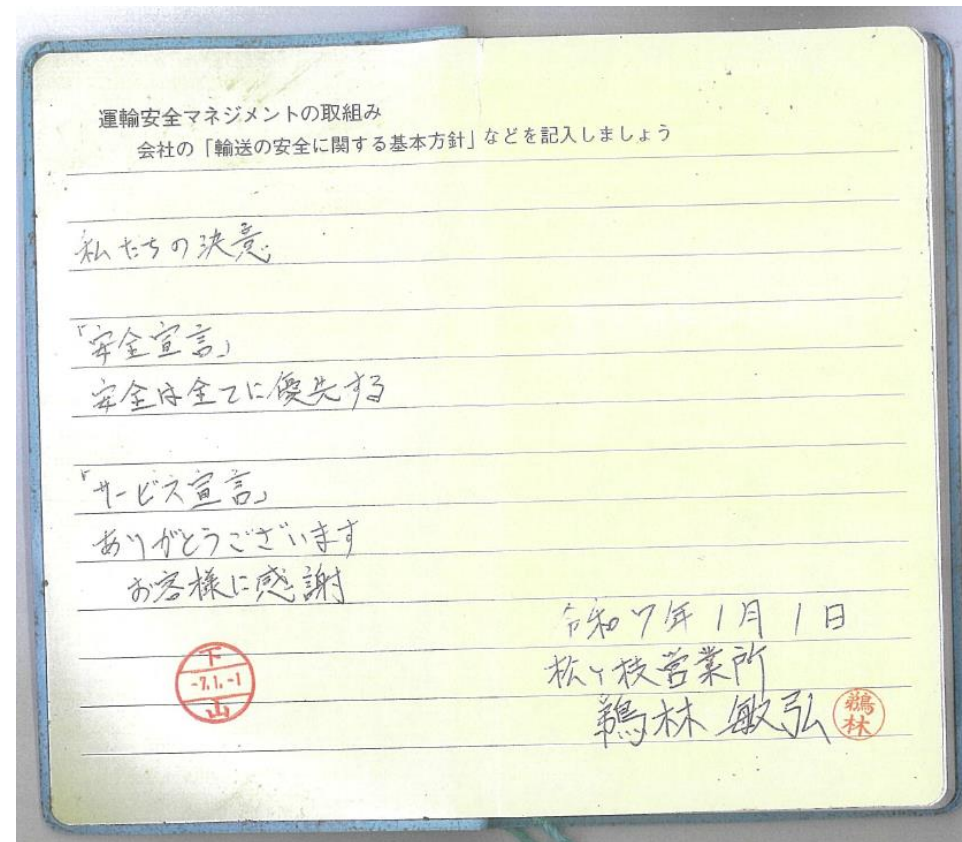 運輸安全マネジメントの取組み
会社の「輸送の安全に関する基本方針」などを記入しましょう
私たちの決意
「安全宣言」
安全は全てに優先する
「サービス宣言」
ありがとうございます
お客様に感謝
令和7年1月1日
松ヶ枝営業所
鵜林 敏弘
鵜林
下
-7.1.-1
山